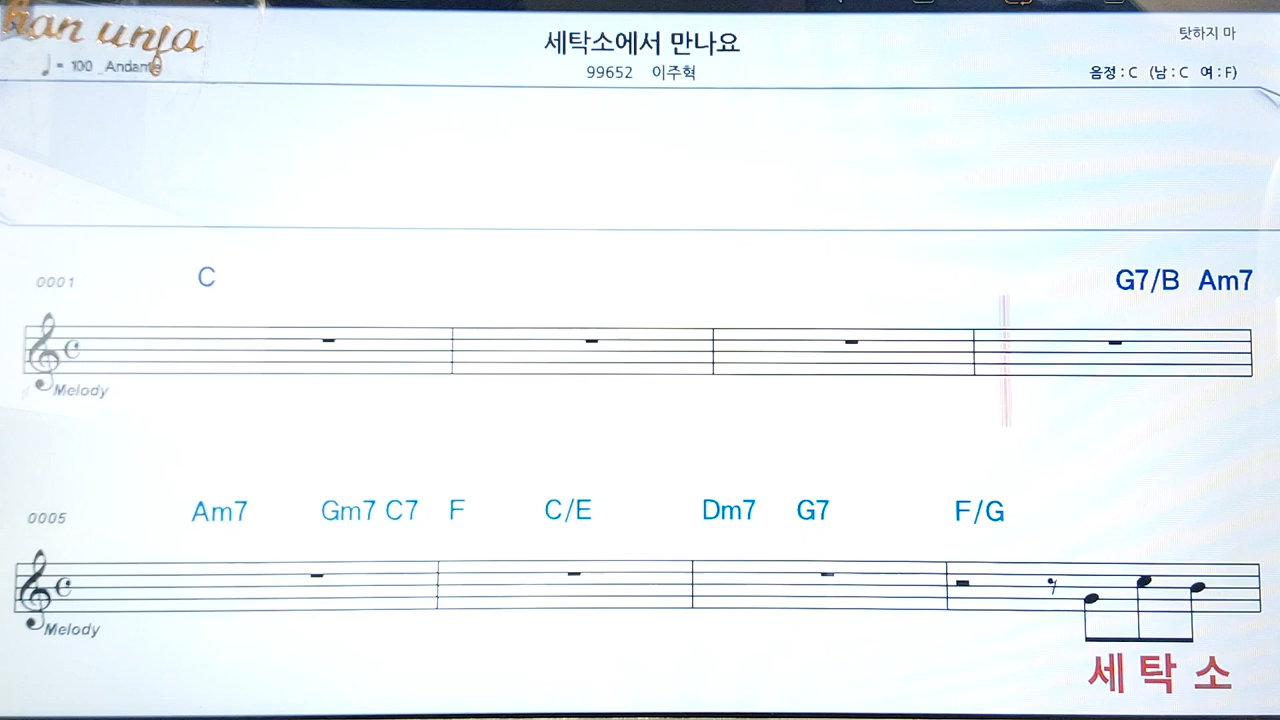 han unja
♩ = 100 Andante
세탁소에서 만나요
99652 이주혁
탓하지 마
음정 : C (남 : C 여 : F)
0001
C
G7/B Am7
Melody
0005
Am7 Gm7 C7 F C/E Dm7 G7 F/G
Melody
세 탁 소